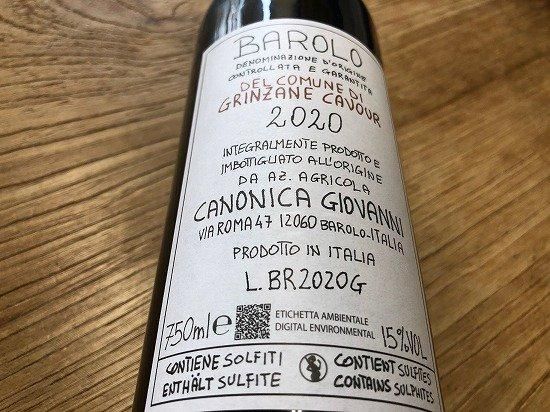 BAROLO
DENOMINAZIONE D'ORIGINE
CONTROLLATA E GARANTITA
DEL COMUNE DI
GRINZANE CAVOUR
2020
INTEGRALMENTE PRODOTTO E
IMBOTTIGLIATO ALL'ORIGINE
DA AZ. AGRICOLA
CANONICA GIOVANNI
VIA ROMA 47 12060 BAROLO-ITALIA
PRODOTTO IN ITALIA
L.BR2020G
750ml e
ETICHETTA AMBIENTALE
DIGITAL ENVIRONMENTAL
15%VOL
CONTIENE SOLFITI
ENTHÄLT SULFITE
CONTIENT SULFITES
CONTAINS SULPHITES